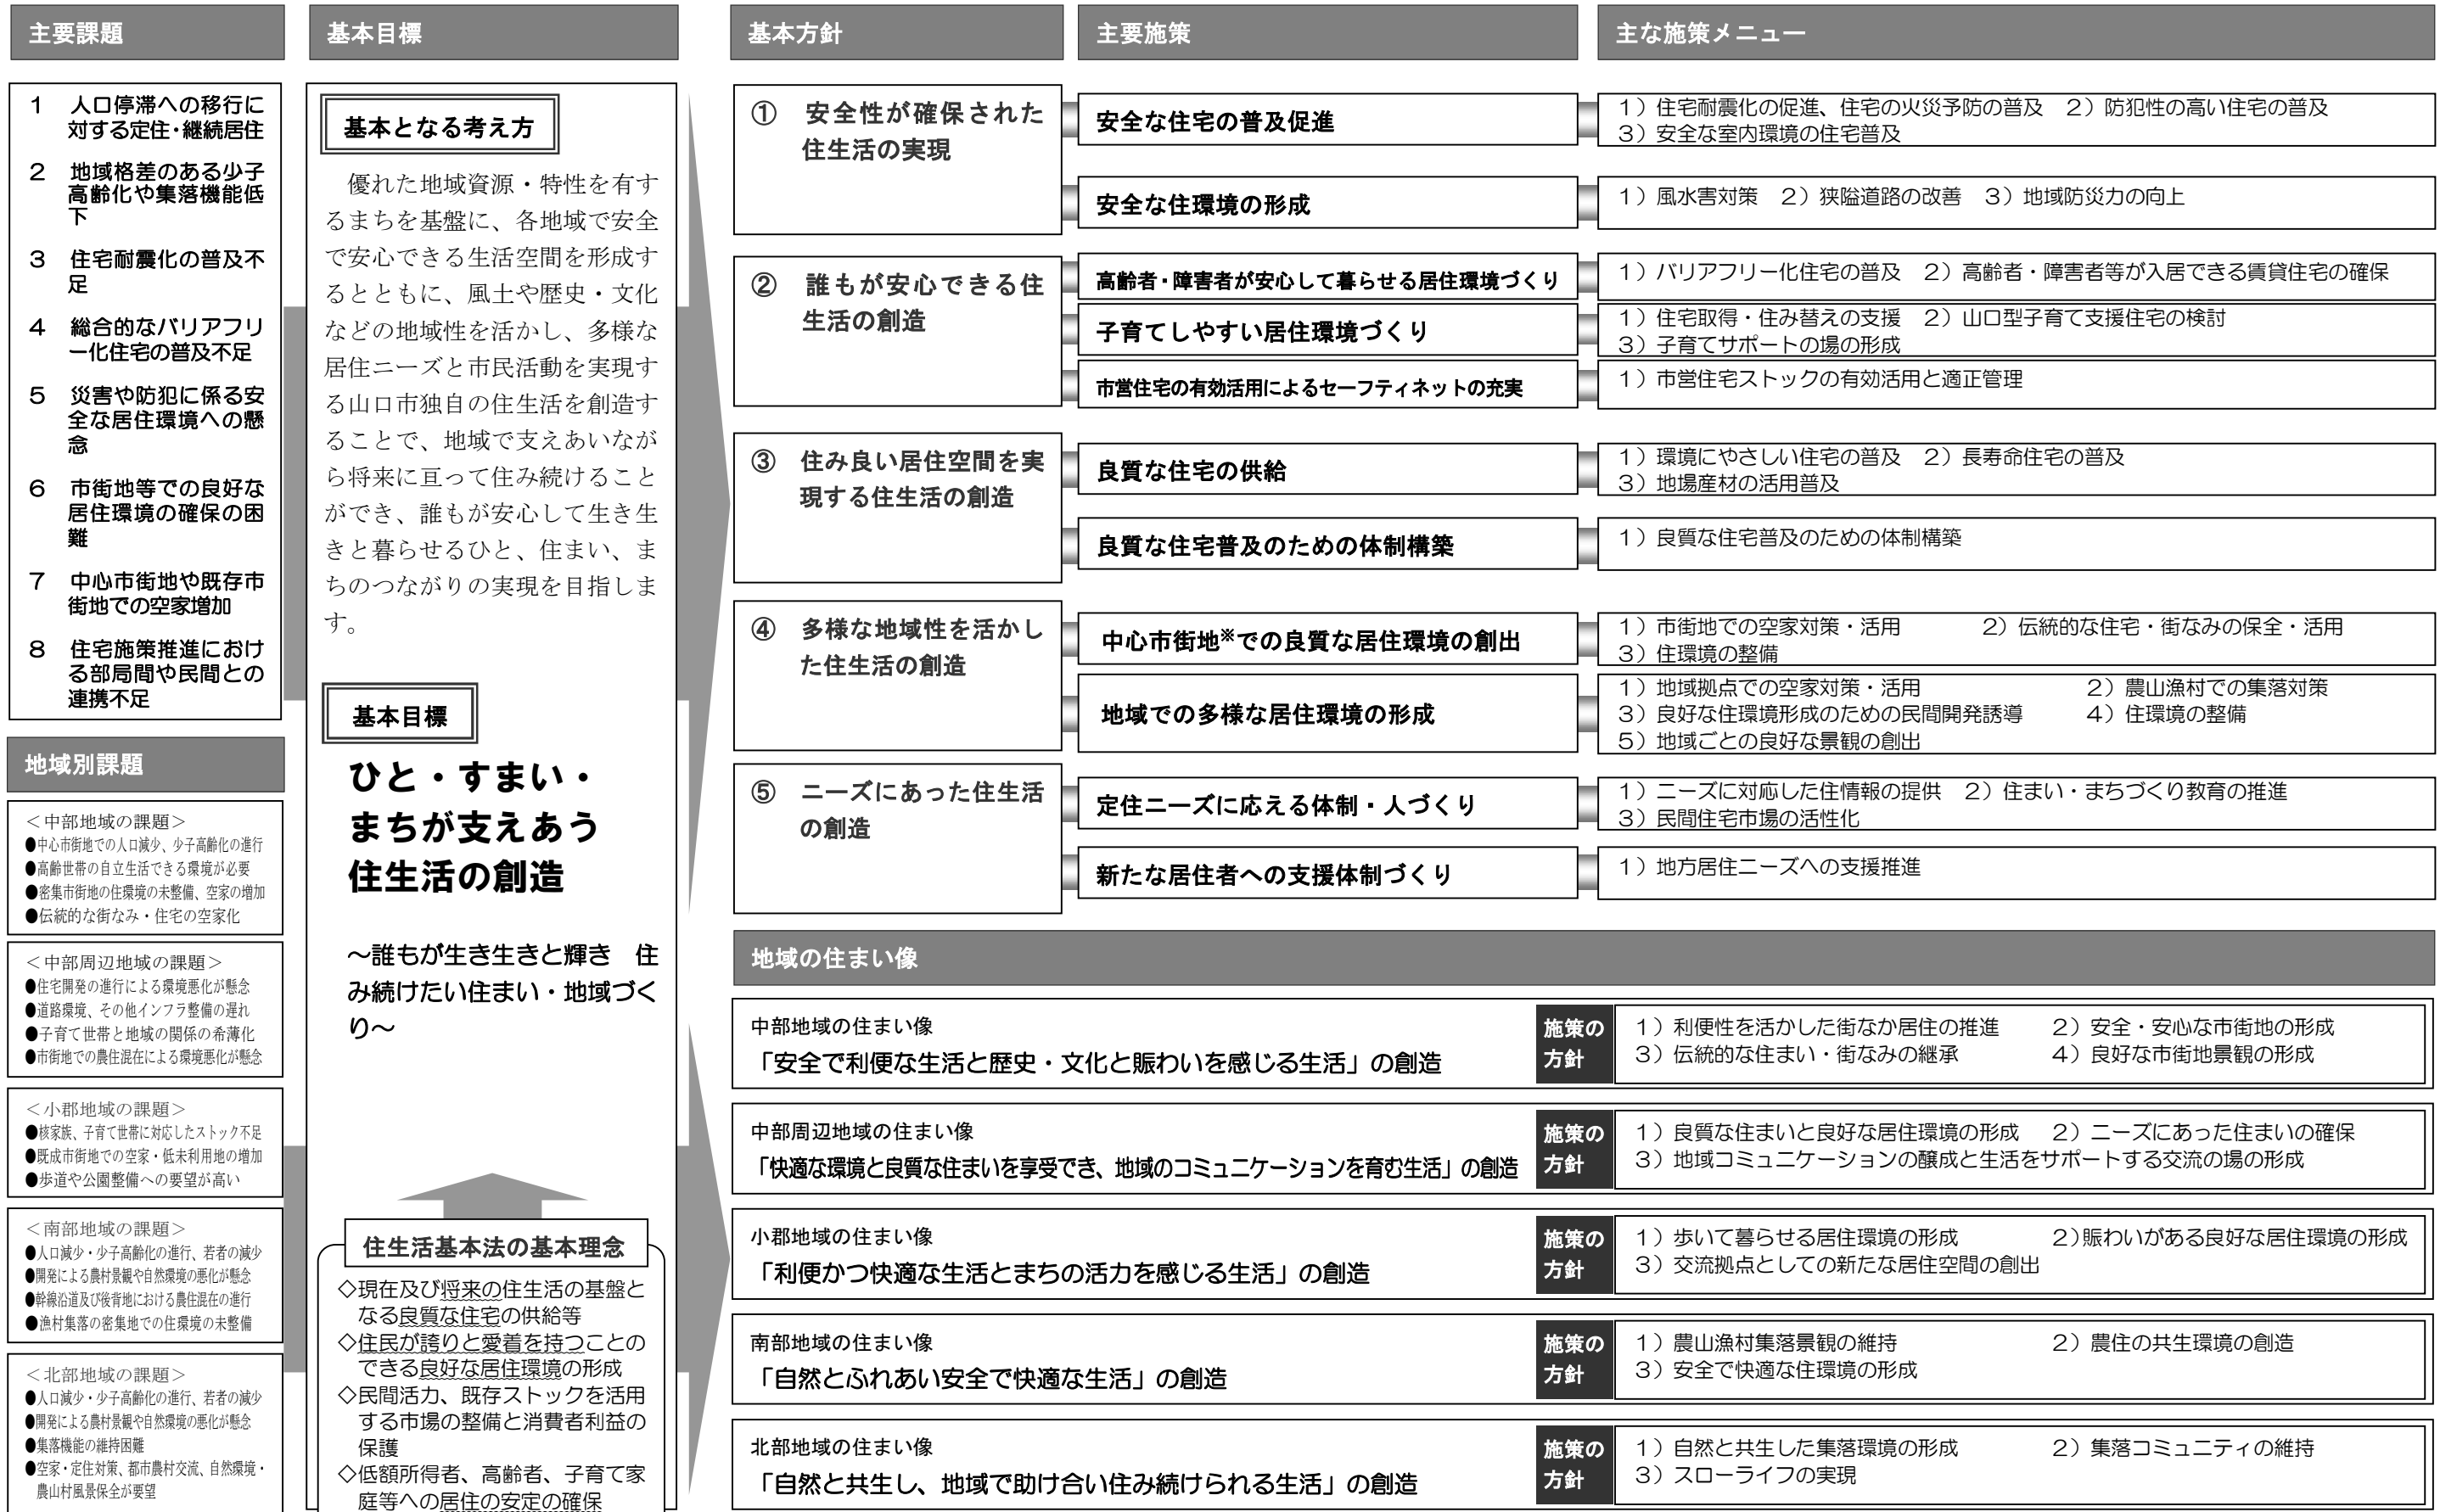 主要課題
1 人口停滞への移行に
対する定住・継続居住
2 地域格差のある少子
高齢化や集落機能低
下
3 住宅耐震化の普及不
足
4 総合的なバリアフリ
ー化住宅の普及不足
5 災害や防犯に係る安
全な居住環境への懸
念
6 市街地等での良好な
居住環境の確保の困
難
7 中心市街地や既存市
街地での空家増加
8 住宅施策推進におけ
る部局間や民間との
連携不足
地域別課題
＜中部地域の課題＞
●中心市街地での人口減少、少子高齢化の進行
●高齢世帯の自立生活できる環境が必要
●密集市街地の住環境の未整備、空家の増加
●伝統的な街なみ・住宅の空家化
＜中部周辺地域の課題＞
●住宅開発の進行による環境悪化が懸念
●道路環境、その他インフラ整備の遅れ
●子育て世帯と地域の関係の希薄化
●市街地での農住混在による環境悪化が懸念
＜小郡地域の課題＞
●核家族、子育て世帯に対応したストック不足
●既成市街地での空家・低未利用地の増加
●歩道や公園整備への要望が高い
＜南部地域の課題＞
●人口減少・少子高齢化の進行、若者の減少
●開発による農村景観や自然環境の悪化が懸念
●幹線沿道及び後背地における農住混在の進行
●漁村集落の密集地での住環境の未整備
＜北部地域の課題＞
●人口減少・少子高齢化の進行、若者の減少
●開発による農村景観や自然環境の悪化が懸念
●集落機能の維持困難
●空家・定住対策、都市農村交流、自然環境・
農山村風景保全が要望
基本目標
基本となる考え方
優れた地域資源・特性を有す
るまちを基盤に、各地域で安全
で安心できる生活空間を形成す
るとともに、風土や歴史・文化
などの地域性を活かし、多様な
居住ニーズと市民活動を実現す
る山口市独自の住生活を創造す
ることで、地域で支えあいなが
ら将来に亘って住み続けること
ができ、誰もが安心して生き生
きと暮らせるひと、住まい、ま
ちのつながりの実現を目指しま
す。
基本目標
ひと・すまい・
まちが支えあう
住生活の創造
～誰もが生き生きと輝き 住
み続けたい住まい・地域づく
り～
住生活基本法の基本理念
◇現在及び将来の住生活の基盤と
なる良質な住宅の供給等
◇住民が誇りと愛着を持つことの
できる良好な居住環境の形成
◇民間活力、既存ストックを活用
する市場の整備と消費者利益の
保護
◇低額所得者、高齢者、子育て家
庭等への居住の安定の確保
基本方針
主要施策
主な施策メニュー
① 安全性が確保された
住生活の実現
安全な住宅の普及促進
1）住宅耐震化の促進、住宅の火災予防の普及 2）防犯性の高い住宅の普及
3）安全な室内環境の住宅普及
安全な住環境の形成
1）風水害対策 2）狭隘道路の改善 3）地域防災力の向上
② 誰もが安心できる住
生活の創造
高齢者・障害者が安心して暮らせる居住環境づくり
1）バリアフリー化住宅の普及 2）高齢者・障害者等が入居できる賃貸住宅の確保
子育てしやすい居住環境づくり
1）住宅取得・住み替えの支援 2）山口型子育て支援住宅の検討
3）子育てサポートの場の形成
市営住宅の有効活用によるセーフティネットの充実
1）市営住宅ストックの有効活用と適正管理
③ 住み良い居住空間を実
現する住生活の創造
良質な住宅の供給
1）環境にやさしい住宅の普及 2）長寿命住宅の普及
3）地場産材の活用普及
良質な住宅普及のための体制構築
1）良質な住宅普及のための体制構築
④ 多様な地域性を活かし
た住生活の創造
中心市街地※での良質な居住環境の創出
1）市街地での空家対策・活用 2）伝統的な住宅・街なみの保全・活用
3）住環境の整備
地域での多様な居住環境の形成
1）地域拠点での空家対策・活用 2）農山漁村での集落対策
3）良好な住環境形成のための民間開発誘導 4）住環境の整備
5）地域ごとの良好な景観の創出
⑤ ニーズにあった住生活
の創造
定住ニーズに応える体制・人づくり
1）ニーズに対応した住情報の提供 2）住まい・まちづくり教育の推進
3）民間住宅市場の活性化
新たな居住者への支援体制づくり
1）地方居住ニーズへの支援推進
地域の住まい像
中部地域の住まい像
「安全で利便な生活と歴史・文化と賑わいを感じる生活」の創造
施策の
方針
1）利便性を活かした街なか居住の推進 2）安全・安心な市街地の形成
3）伝統的な住まい・街なみの継承 4）良好な市街地景観の形成
中部周辺地域の住まい像
「快適な環境と良質な住まいを享受でき、地域のコミュニケーションを育む生活」の創造
施策の
方針
1）良質な住まいと良好な居住環境の形成 2）ニーズにあった住まいの確保
3）地域コミュニケーションの醸成と生活をサポートする交流の場の形成
小郡地域の住まい像
「利便かつ快適な生活とまちの活力を感じる生活」の創造
施策の
方針
1）歩いて暮らせる居住環境の形成 2）賑わいがある良好な居住環境の形成
3）交流拠点としての新たな居住空間の創出
南部地域の住まい像
「自然とふれあい安全で快適な生活」の創造
施策の
方針
1）農山漁村集落景観の維持 2）農住の共生環境の創造
3）安全で快適な住環境の形成
北部地域の住まい像
「自然と共生し、地域で助け合い住み続けられる生活」の創造
施策の
方針
1）自然と共生した集落環境の形成 2）集落コミュニティの維持
3）スローライフの実現